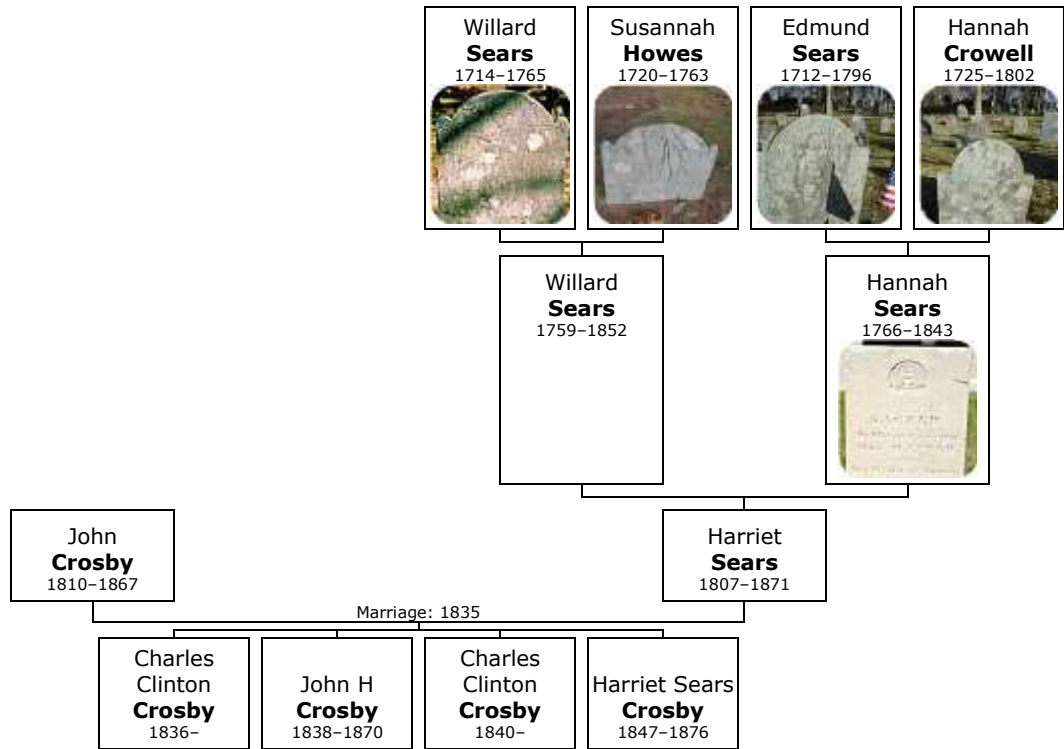 Willard
Sears
1714–1765
Susannah
Howes
1720–1763
Edmund
Sears
1712–1796
Hannah
Crowell
1725–1802
Willard
Sears
1759–1852
Hannah
Sears
1766–1843
John
Crosby
1810–1867
Harriet
Sears
1807–1871
Marriage: 1835
Charles
Clinton
Crosby
1836–
John H
Crosby
1838–1870
Charles
Clinton
Crosby
1840–
Harriet Sears
Crosby
1847–1876